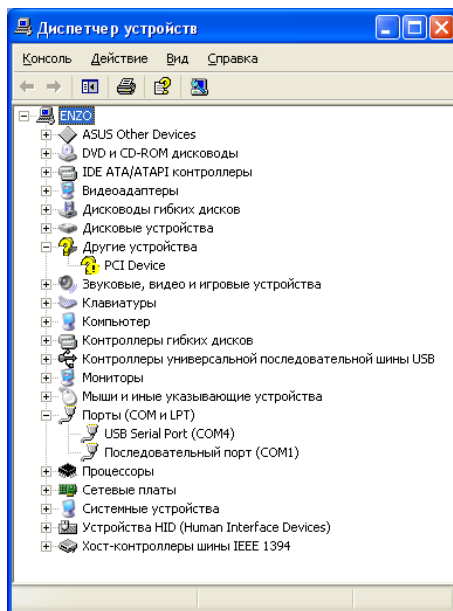 Диспетчер устройств
Консоль Действие Вид Справка
ENZO
ASUS Other Devices
DVD и CD-ROM дисководы
IDE ATA/ATAPI контроллеры
Видеоадаптеры
Дисководы гибких дисков
Дисковые устройства
Другие устройства
PCI Device
Звуковые, видео и игровые устройства
Клавиатуры
Компьютер
Контроллеры гибких дисков
Контроллеры универсальной последовательной шины USB
Мониторы
Мыши и иные указывающие устройства
Порты (COM и LPT)
USB Serial Port (COM4)
Последовательный порт (COM1)
Процессоры
Сетевые платы
Системные устройства
Устройства HID (Human Interface Devices)
Хост-контроллеры шины IEEE 1394